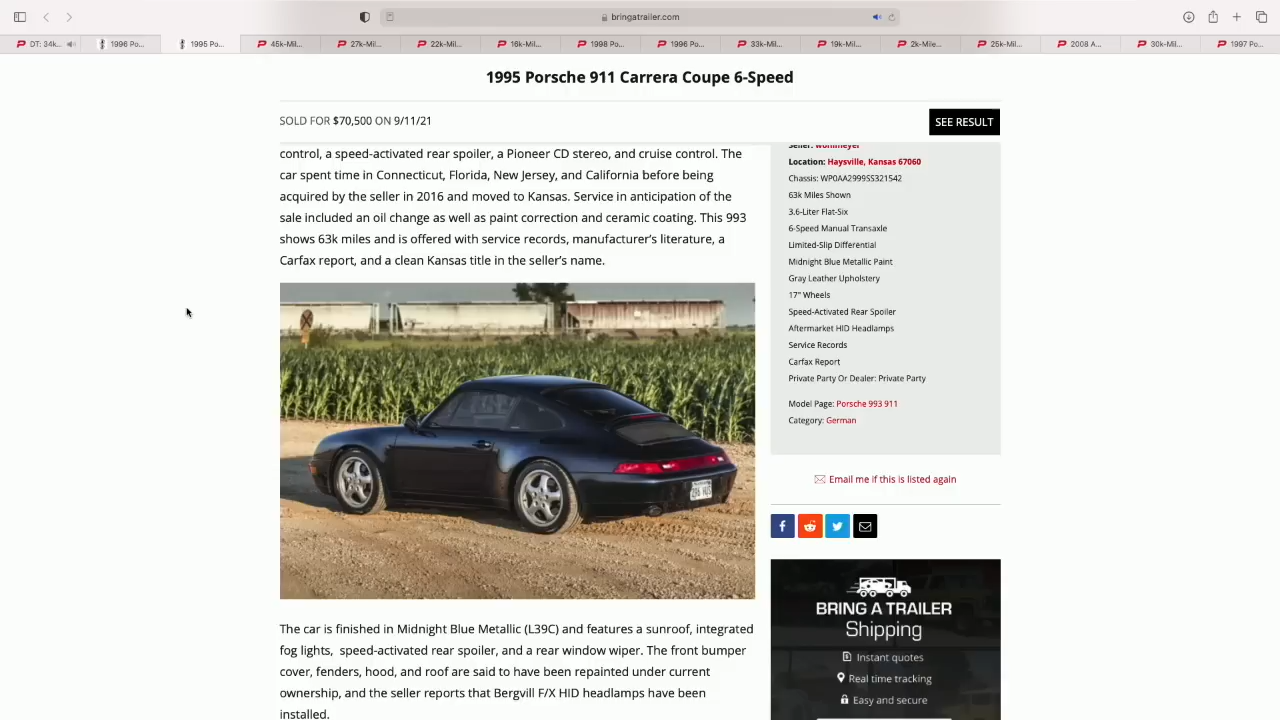 bringatrailer.com
DT: 34k...
1996 Po...
1995 Po...
45k-Mil...
27k-Mil...
22k-Mil...
16k-Mil...
1998 Po...
1996 Po...
33k-Mil...
19k-Mil...
2k-Mile...
25k-Mil...
2008 A...
30k-Mil...
1997 Po...
1995 Porsche 911 Carrera Coupe 6-Speed
SOLD FOR $70,500 ON 9/11/21
SEE RESULT
control, a speed-activated rear spoiler, a Pioneer CD stereo, and cruise control. The
car spent time in Connecticut, Florida, New Jersey, and California before being
acquired by the seller in 2016 and moved to Kansas. Service in anticipation of the
sale included an oil change as well as paint correction and ceramic coating. This 993
shows 63k miles and is offered with service records, manufacturer's literature, a
Carfax report, and a clean Kansas title in the seller's name.
The car is finished in Midnight Blue Metallic (L39C) and features a sunroof, integrated
fog lights, speed-activated rear spoiler, and a rear window wiper. The front bumper
cover, fenders, hood, and roof are said to have been repainted under current
ownership, and the seller reports that Bergvill F/X HID headlamps have been
installed.
Seller: wohlmeyer
Location: Haysville, Kansas 67060
Chassis: WP0AA2999SS321542
63k Miles Shown
3.6-Liter Flat-Six
6-Speed Manual Transaxle
Limited-Slip Differential
Midnight Blue Metallic Paint
Gray Leather Upholstery
17" Wheels
Speed-Activated Rear Spoiler
Aftermarket HID Headlamps
Service Records
Carfax Report
Private Party Or Dealer: Private Party
Model Page: Porsche 993 911
Category: German
Email me if this is listed again
BRING A TRAILER
Shipping
Instant quotes
Real time tracking
Easy and secure